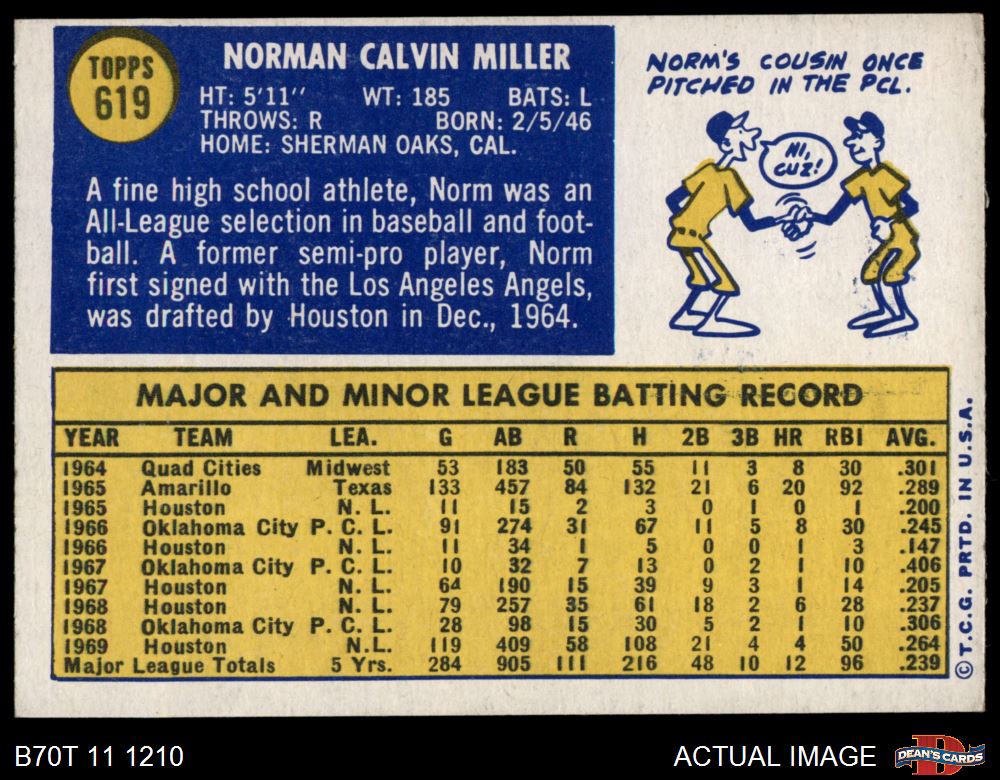 TOPPS
619
NORMAN CALVIN MILLER
HT: 5'11" WT: 185 BATS: L
THROWS: R BORN: 2/5/46
HOME: SHERMAN OAKS, CAL.
A fine high school athlete, Norm was an
All-League selection in baseball and foot-
ball. A former semi-pro player, Norm
first signed with the Los Angeles Angels,
was drafted by Houston in Dec., 1964.
NORM'S COUSIN ONCE
PITCHED IN THE PCL.
HI,
CUZ!
MAJOR AND MINOR LEAGUE BATTING RECORD
YEAR TEAM LEA. G AB R H 2B 3B HR RBI AVG.
1964 Quad Cities Midwest 53 183 50 55 11 3 8 30 .301
1965 Amarillo Texas 133 457 84 132 21 6 20 92 .289
1965 Houston N. L. 11 15 2 3 0 1 0 1 .200
1966 Oklahoma City P. C. L. 91 274 31 67 11 5 8 30 .245
1966 Houston N. L. 11 34 1 5 0 0 1 3 .147
1967 Oklahoma City P. C. L. 10 32 7 13 0 2 1 10 .406
1967 Houston N. L. 64 190 15 39 9 3 1 14 .205
1968 Houston N. L. 79 257 35 61 18 2 6 28 .237
1968 Oklahoma City P. C. L. 28 98 15 30 5 2 1 10 .306
1969 Houston N.L. 119 409 58 108 21 4 4 50 .264
Major League Totals 5 Yrs. 284 905 111 216 48 10 12 96 .239
© T.C.G. PRTD. IN U.S.A.
B70T 11 1210
ACTUAL IMAGE
D
DEAN'S CARDS